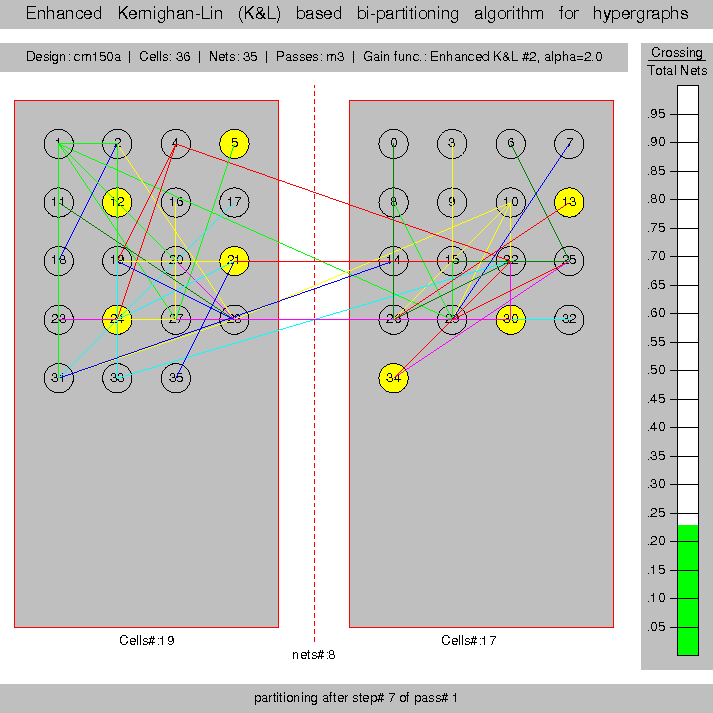 Enhanced Kernighan-Lin (K&L) based bi-partitioning algorithm for hypergraphs
Design: cm150a | Cells: 36 | Nets: 35 | Passes: m3 | Gain func.: Enhanced K&L #2, alpha=2.0
Crossing
Total Nets
1 2 4 5 0 3 6 7
11 12 16 17 8 9 10 13
18 19 20 21 14 15 22 25
23 24 27 28 26 29 30 32
31 33 35 34
.95
.90
.85
.80
.75
.70
.65
.60
.55
.50
.45
.40
.35
.30
.25
.20
.15
.10
.05
Cells#:19 Cells#:17
nets#:8
partitioning after step# 7 of pass# 1